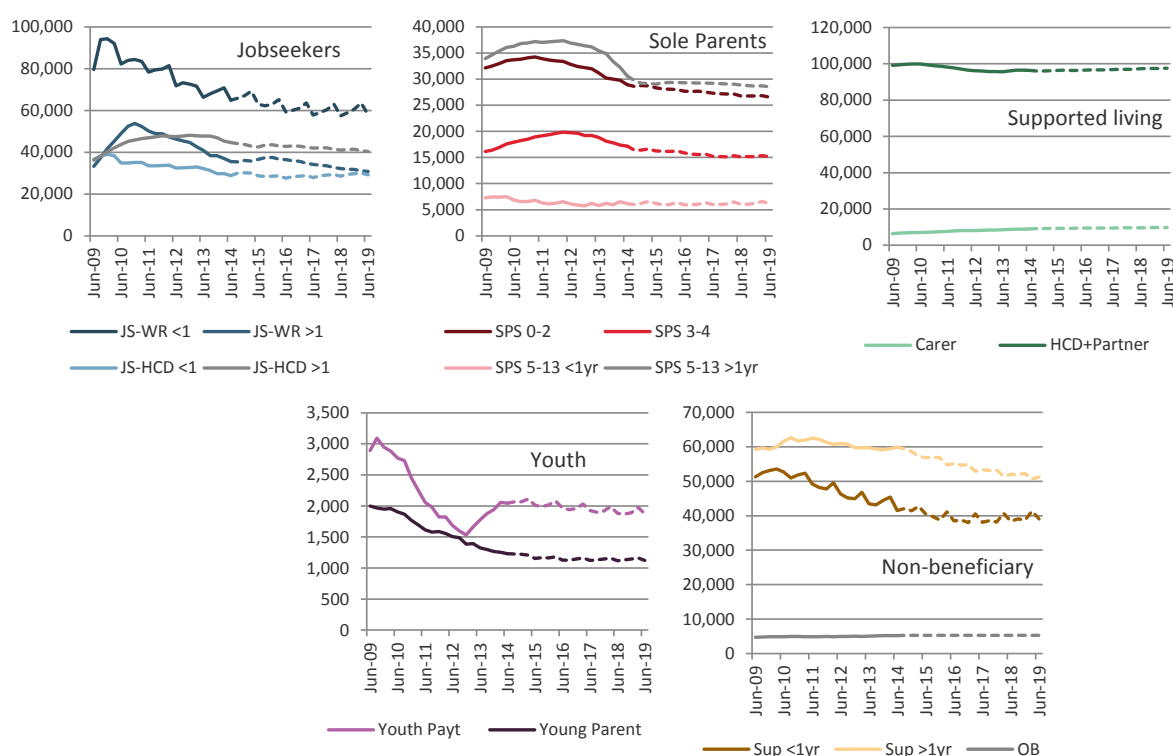 Jobseekers
100,000
80,000
60,000
40,000
20,000
0
Jun-09
Jun-10
Jun-11
Jun-12
Jun-13
Jun-14
Jun-15
Jun-16
Jun-17
Jun-18
Jun-19
JS-WR <1
JS-WR >1
JS-HCD <1
JS-HCD >1
Sole Parents
40,000
35,000
30,000
25,000
20,000
15,000
10,000
5,000
0
Jun-09
Jun-10
Jun-11
Jun-12
Jun-13
Jun-14
Jun-15
Jun-16
Jun-17
Jun-18
Jun-19
SPS 0-2
SPS 3-4
SPS 5-13 <1yr
SPS 5-13 >1yr
120,000
100,000
80,000
Supported living
60,000
40,000
20,000
0
Jun-09
Jun-10
Jun-11
Jun-12
Jun-13
Jun-14
Jun-15
Jun-16
Jun-17
Jun-18
Jun-19
Carer
HCD+Partner
3,500
3,000
Youth
2,500
2,000
1,500
1,000
500
0
Jun-09
Jun-10
Jun-11
Jun-12
Jun-13
Jun-14
Jun-15
Jun-16
Jun-17
Jun-18
Jun-19
Youth Payt
Young Parent
70,000
60,000
50,000
40,000
30,000
Non-beneficiary
20,000
10,000
0
Jun-09
Jun-10
Jun-11
Jun-12
Jun-13
Jun-14
Jun-15
Jun-16
Jun-17
Jun-18
Jun-19
Sup <1yr
Sup >1yr
OB